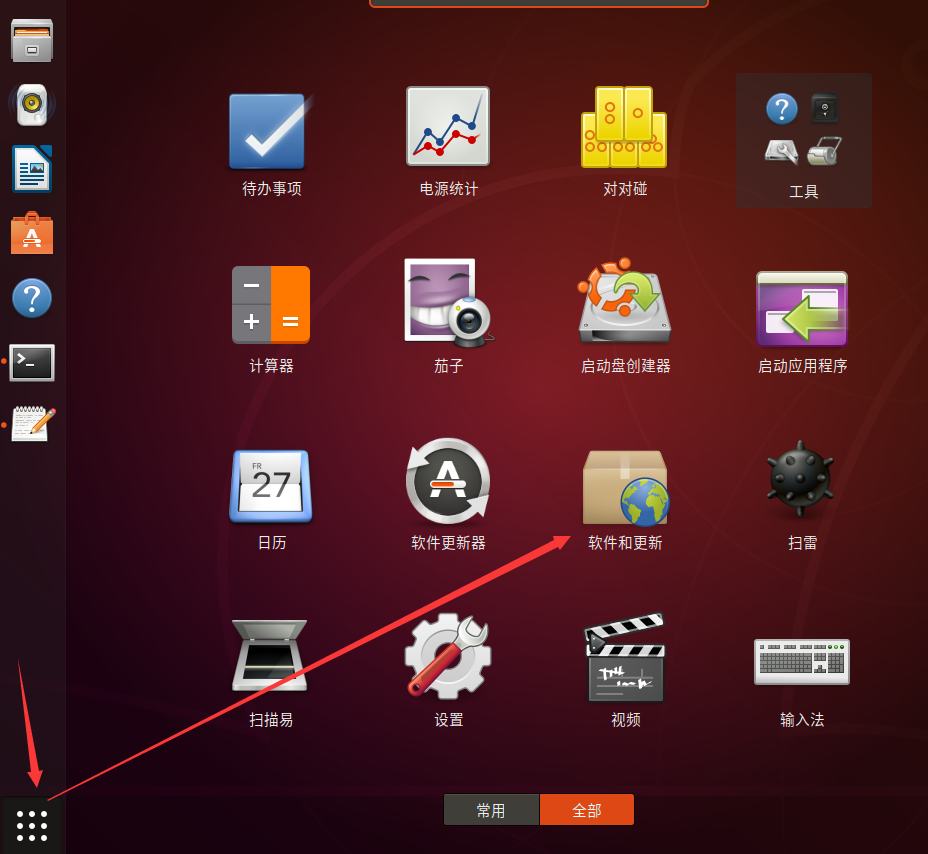 待办事项
电源统计
对对碰
工具
计算器
茄子
启动盘创建器
启动应用程序
FR
27
日历
软件更新器
软件和更新
扫雷
扫描易
设置
视频
输入法
常用
全部